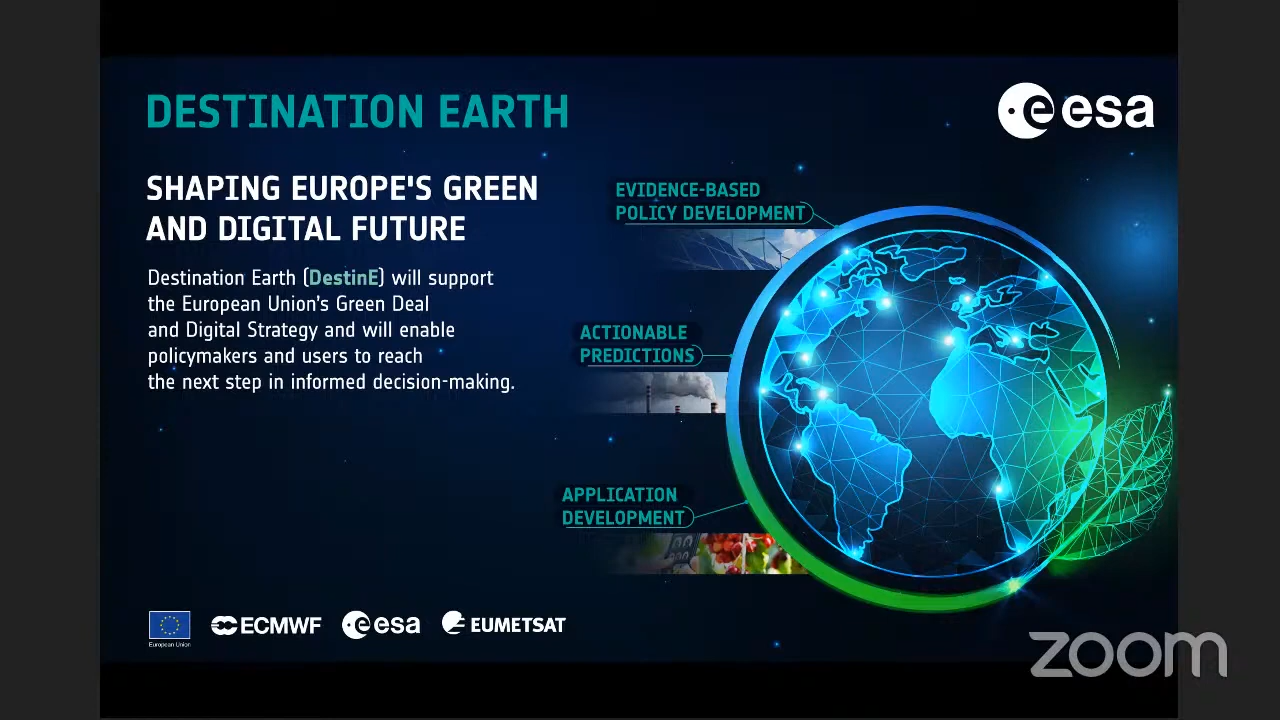 DESTINATION EARTH
esa
SHAPING EUROPE'S GREEN
AND DIGITAL FUTURE
Destination Earth (DestinE) will support
the European Union's Green Deal
and Digital Strategy and will enable
policymakers and users to reach
the next step in informed decision-making.
EVIDENCE-BASED
POLICY DEVELOPMENT
ACTIONABLE
PREDICTIONS
APPLICATION
DEVELOPMENT
European Union
ECMWF
esa
EUMETSAT
zoom